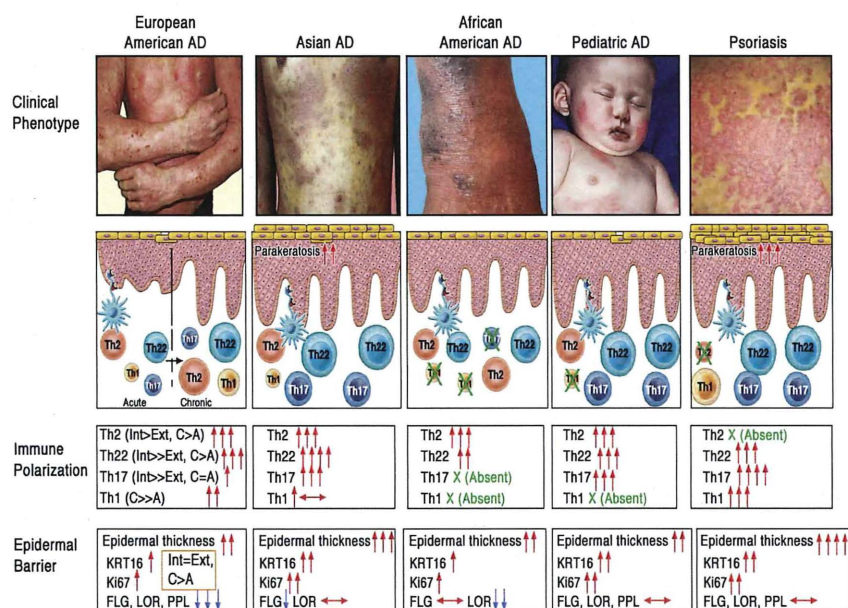 European
American AD
Asian AD
African
American AD
Pediatric AD
Psoriasis
Clinical
Phenotype
Parakeratosis ↑↑
Parakeratosis ↑↑↑
Th2
Th22
Th1
Th17
Acute
Th17
Th22
Th2
Th1
Chronic
Th2
Th22
Th1
Th17
Th17
Th2
Th22
Th1
Th1
Th2
Th2
Th22
Th1
Th17
Th17
Th2
Th22
Th22
Th1
Th17
Th17
Immune
Polarization
Th2 (Int>Ext, C>A) ↑↑↑
Th22 (Int>>Ext, C>A) ↑↑↑
Th17 (Int>>Ext, C=A) ↑
Th1 (C>>A) ↑↑
Th2 ↑↑↑
Th22 ↑↑↑↑
Th17 ↑↑↑
Th1 ↑ ↔
Th2 ↑↑↑
Th22 ↑↑
Th17 X (Absent)
Th1 X (Absent)
Th2 ↑↑↑
Th22 ↑↑↑
Th17 ↑↑↑
Th1 X (Absent)
Th2 X (Absent)
Th22 ↑↑↑
Th17 ↑↑↑↑
Th1 ↑↑↑
Epidermal
Barrier
Epidermal thickness ↑↑
KRT16 ↑
Ki67 ↑
Int=Ext,
C>A
FLG, LOR, PPL ↓↓↓
Epidermal thickness ↑↑↑
KRT16 ↑↑
Ki67 ↑↑
FLG ↓ LOR ↔
Epidermal thickness ↑↑
KRT16 ↑
Ki67 ↑
FLG ↔ LOR ↓↓
Epidermal thickness ↑↑
KRT16 ↑↑
Ki67 ↑↑
FLG, LOR, PPL ↔
Epidermal thickness ↑↑↑↑
KRT16 ↑↑
Ki67 ↑↑
FLG, LOR, PPL ↔